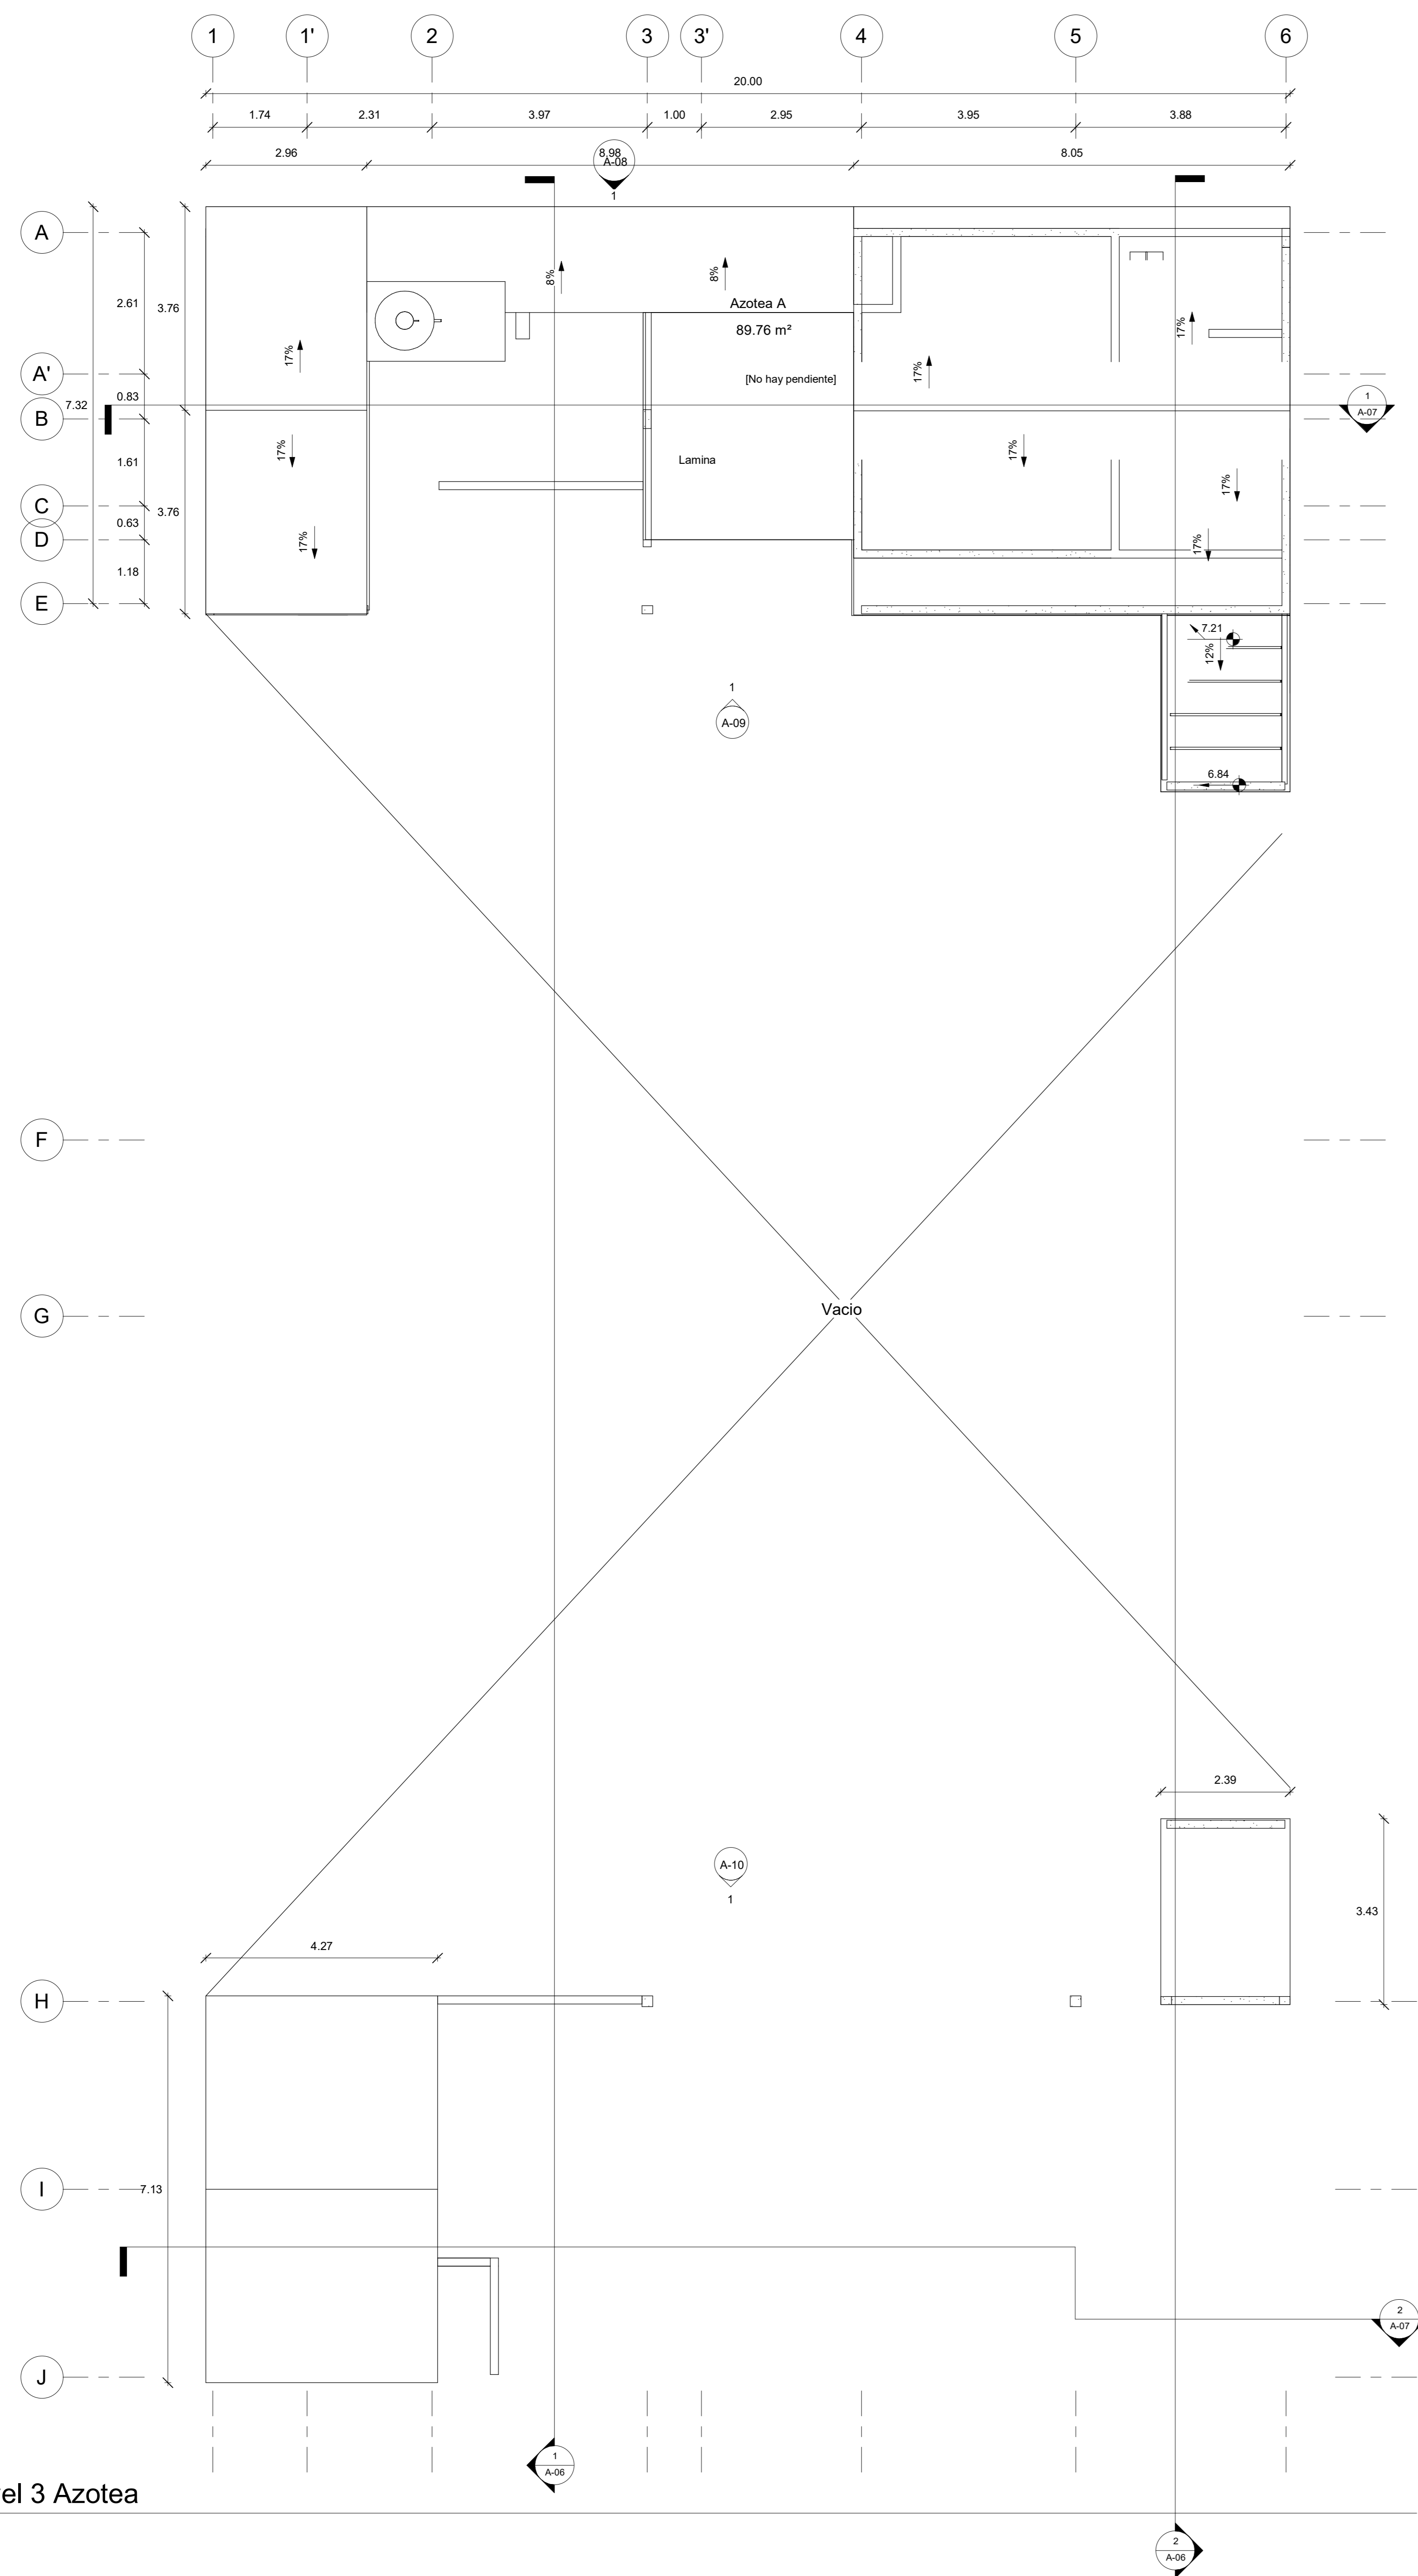 1 1' 2 3 3' 4 5 6
20.00
1.74 2.31 3.97 1.00 2.95 3.95 3.88
2.96 8.98 8.05
A-08
1
A
2.61 3.76
8% 8%
Azotea A
89.76 m²
17% 17% 17%
[No hay pendiente]
A'
7.32 0.83
B
1
A-07
1.61
17% 17% 17%
Lamina
C
0.63 3.76
D
17% 17%
1.18
E
7.21
12%
1
A-09
6.84
F
G
Vacio
2.39
A-10
1
3.43
4.27
H
I
7.13
2
A-07
J
1
A-06
el 3 Azotea
2
A-06